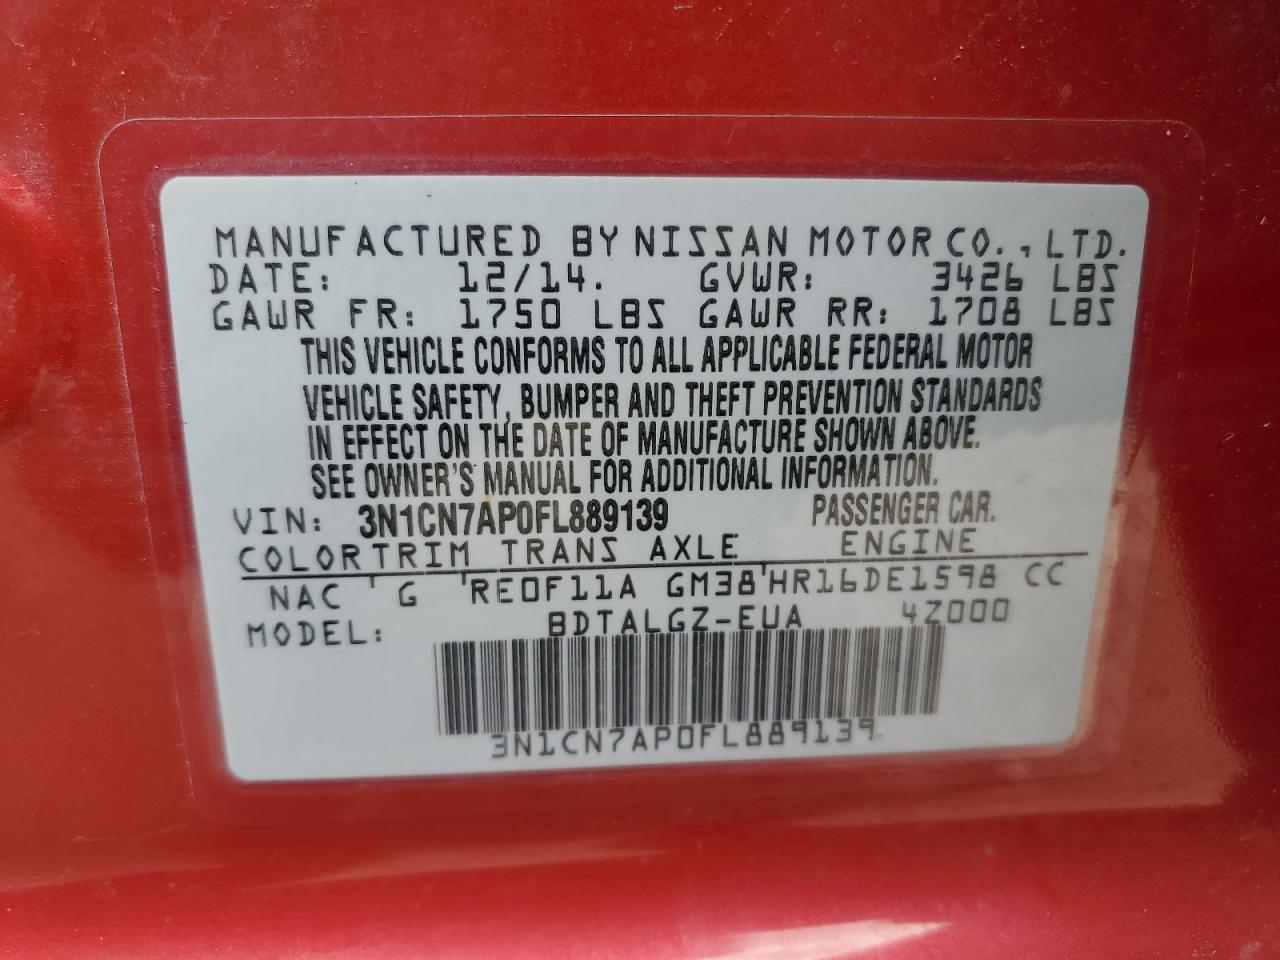 MANUFACTURED BY NISSAN MOTOR CO., LTD.
DATE: 12/14. GVWR: 3426 LBS
GAWR FR: 1750 LBS GAWR RR: 1708 LBS
THIS VEHICLE CONFORMS TO ALL APPLICABLE FEDERAL MOTOR
VEHICLE SAFETY, BUMPER AND THEFT PREVENTION STANDARDS
IN EFFECT ON THE DATE OF MANUFACTURE SHOWN ABOVE.
SEE OWNER'S MANUAL FOR ADDITIONAL INFORMATION.
VIN: 3N1CN7AP0FL889139 PASSENGER CAR.
COLOR TRIM TRANS AXLE ENGINE
NAC ' G 'RE0F11A GM38'HR16DE1598 CC
MODEL: BDTALGZ-EUA 4Z000
3N1CN7AP0FL889139